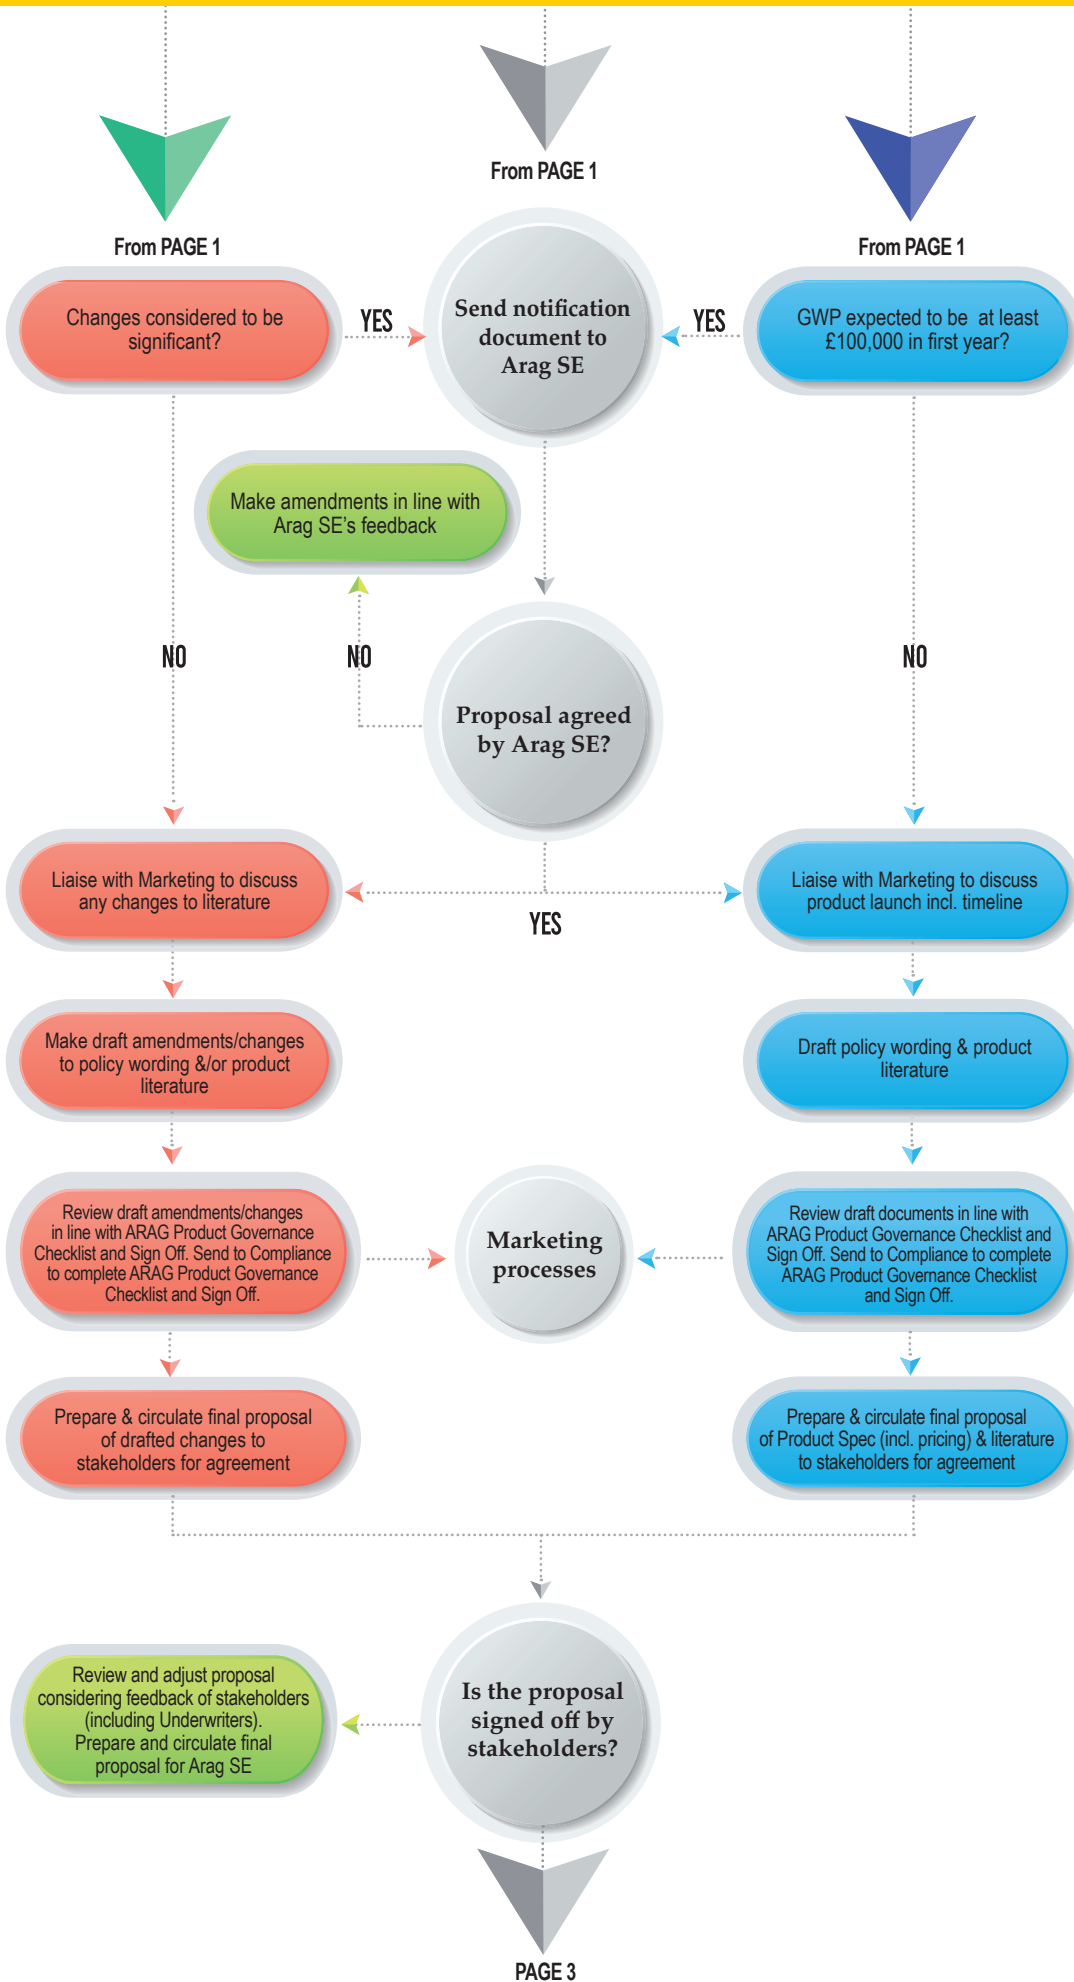 From PAGE 1
From PAGE 1
From PAGE 1
Changes considered to be
significant?
YES
Send notification
document to
Arag SE
YES
GWP expected to be at least
£100,000 in first year?
Make amendments in line with
Arag SE's feedback
NO
NO
NO
Proposal agreed
by Arag SE?
Liaise with Marketing to discuss
any changes to literature
YES
Liaise with Marketing to discuss
product launch incl. timeline
Make draft amendments/changes
to policy wording &/or product
literature
Draft policy wording & product
literature
Review draft amendments/changes
in line with ARAG Product Governance
Checklist and Sign Off. Send to Compliance
to complete ARAG Product Governance
Checklist and Sign Off.
Marketing
processes
Review draft documents in line with
ARAG Product Governance Checklist and
Sign Off. Send to Compliance to complete
ARAG Product Governance Checklist
and Sign Off.
Prepare & circulate final proposal
of drafted changes to
stakeholders for agreement
Prepare & circulate final proposal
of Product Spec (incl. pricing) & literature
to stakeholders for agreement
Review and adjust proposal
considering feedback of stakeholders
(including Underwriters).
Prepare and circulate final
proposal for Arag SE
Is the proposal
signed off by
stakeholders?
PAGE 3